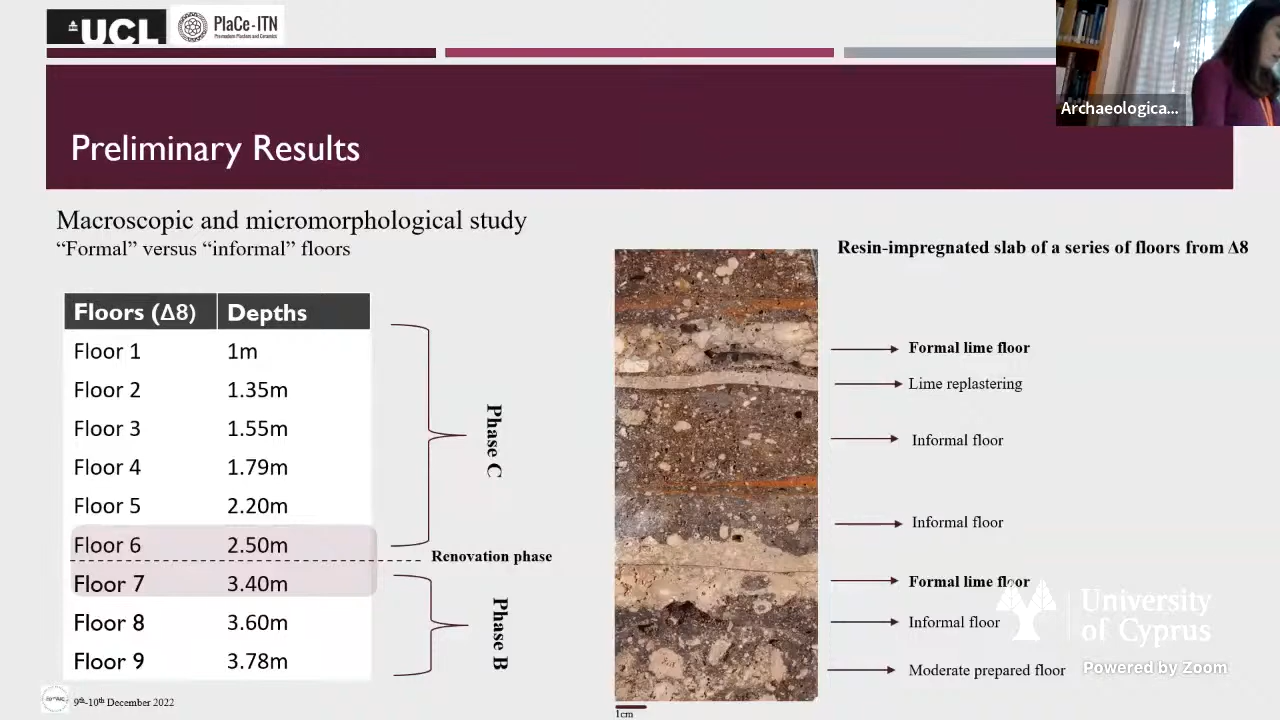 UCL
PlaCe-ITN
Premodern Plasters and Ceramics
Archaeologica...
Preliminary Results
Macroscopic and micromorphological study
“Formal” versus “informal” floors
Resin-impregnated slab of a series of floors from Δ8
Floors (Δ8) Depths
Floor 1 1m
Floor 2 1.35m
Floor 3 1.55m
Floor 4 1.79m
Floor 5 2.20m
Floor 6 2.50m
Floor 7 3.40m
Floor 8 3.60m
Floor 9 3.78m
Phase C
Renovation phase
Phase B
Formal lime floor
Lime replastering
Informal floor
Informal floor
Formal lime floor
Informal floor
Moderate prepared floor
University
of Cyprus
Powered by Zoom
9th-10th December 2022
1cm